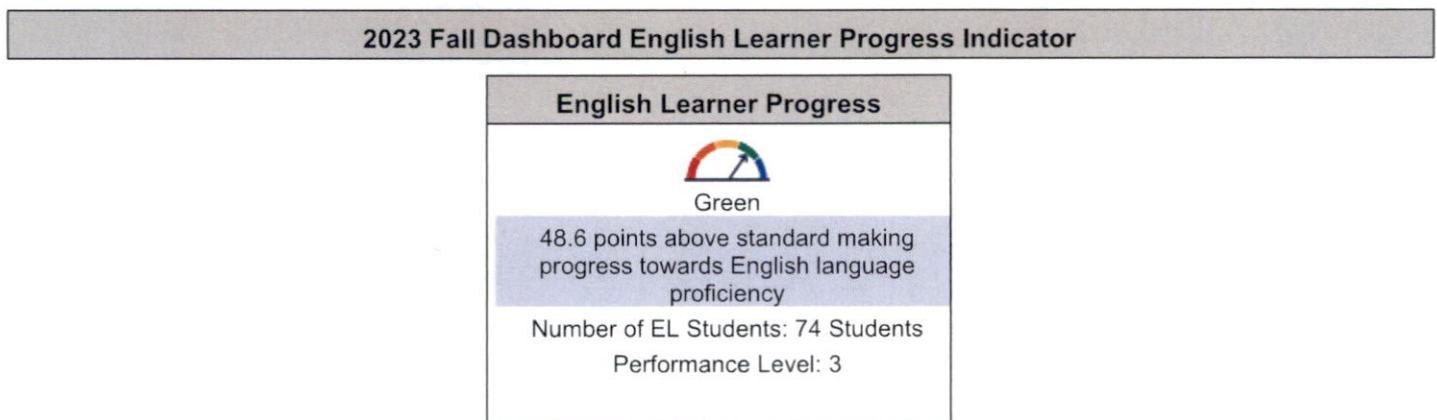 2023 Fall Dashboard English Learner Progress Indicator
English Learner Progress
Green
48.6 points above standard making
progress towards English language
proficiency
Number of EL Students: 74 Students
Performance Level: 3